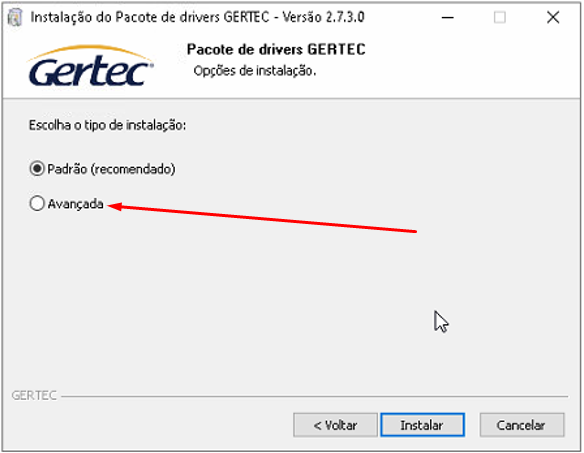 Instalação do Pacote de drivers GERTEC - Versão 2.7.3.0
Gertec
Pacote de drivers GERTEC
Opções de instalação.
Escolha o tipo de instalação:
Padrão (recomendado)
Avançada
GERTEC
< Voltar
Instalar
Cancelar